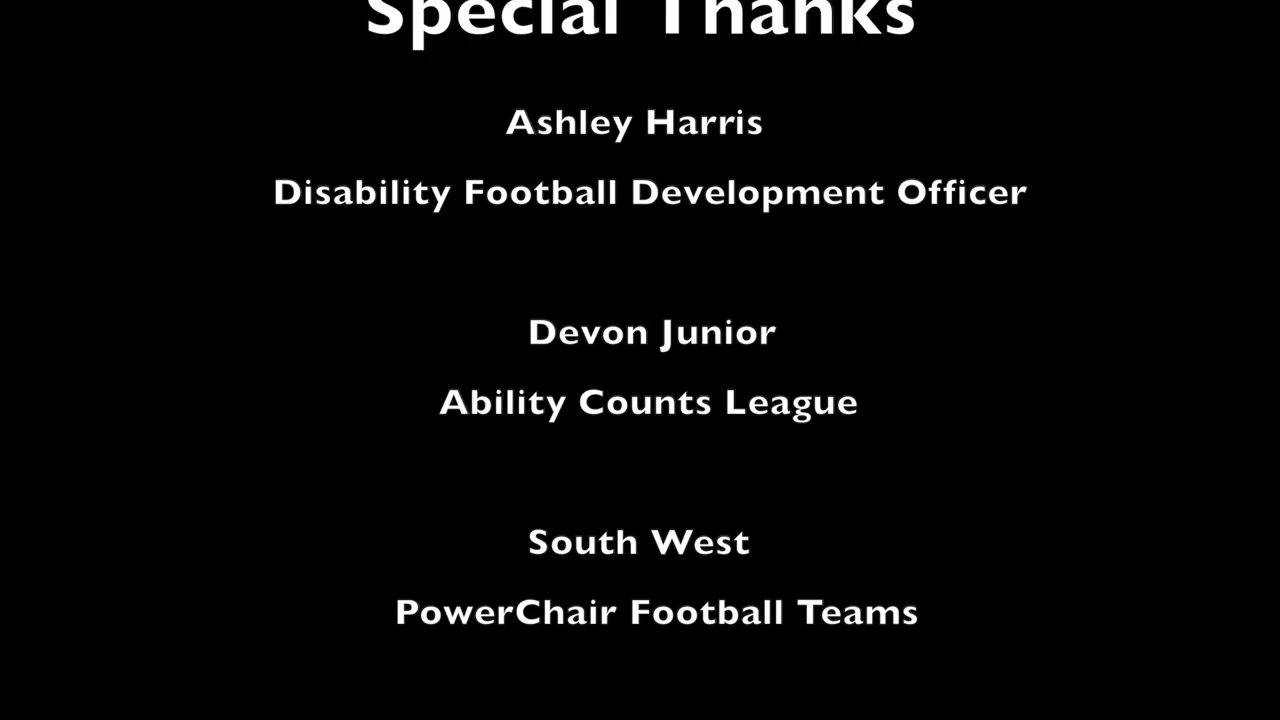 Special Thanks
Ashley Harris
Disability Football Development Officer
Devon Junior
Ability Counts League
South West
PowerChair Football Teams